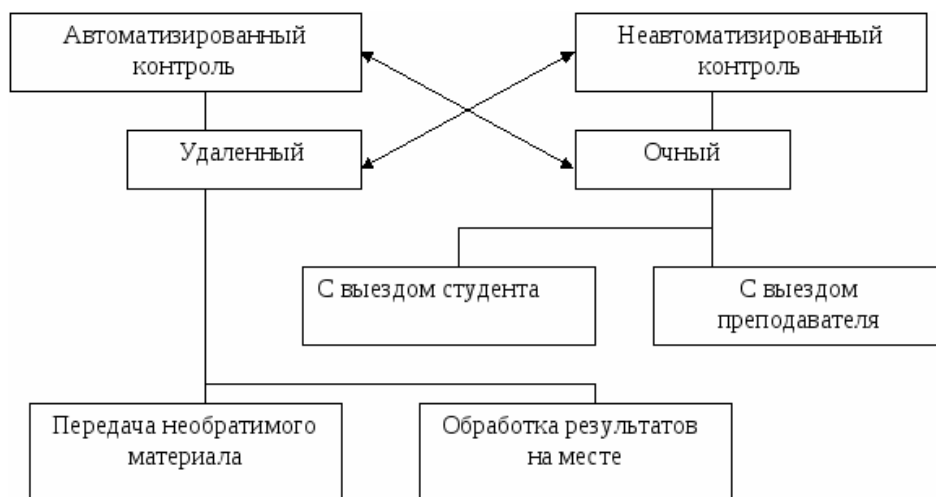 Автоматизированный
контроль
Неавтоматизированный
контроль
Удаленный
Очный
С выездом студента
С выездом
преподавателя
Передача необратимого
материала
Обработка результатов
на месте